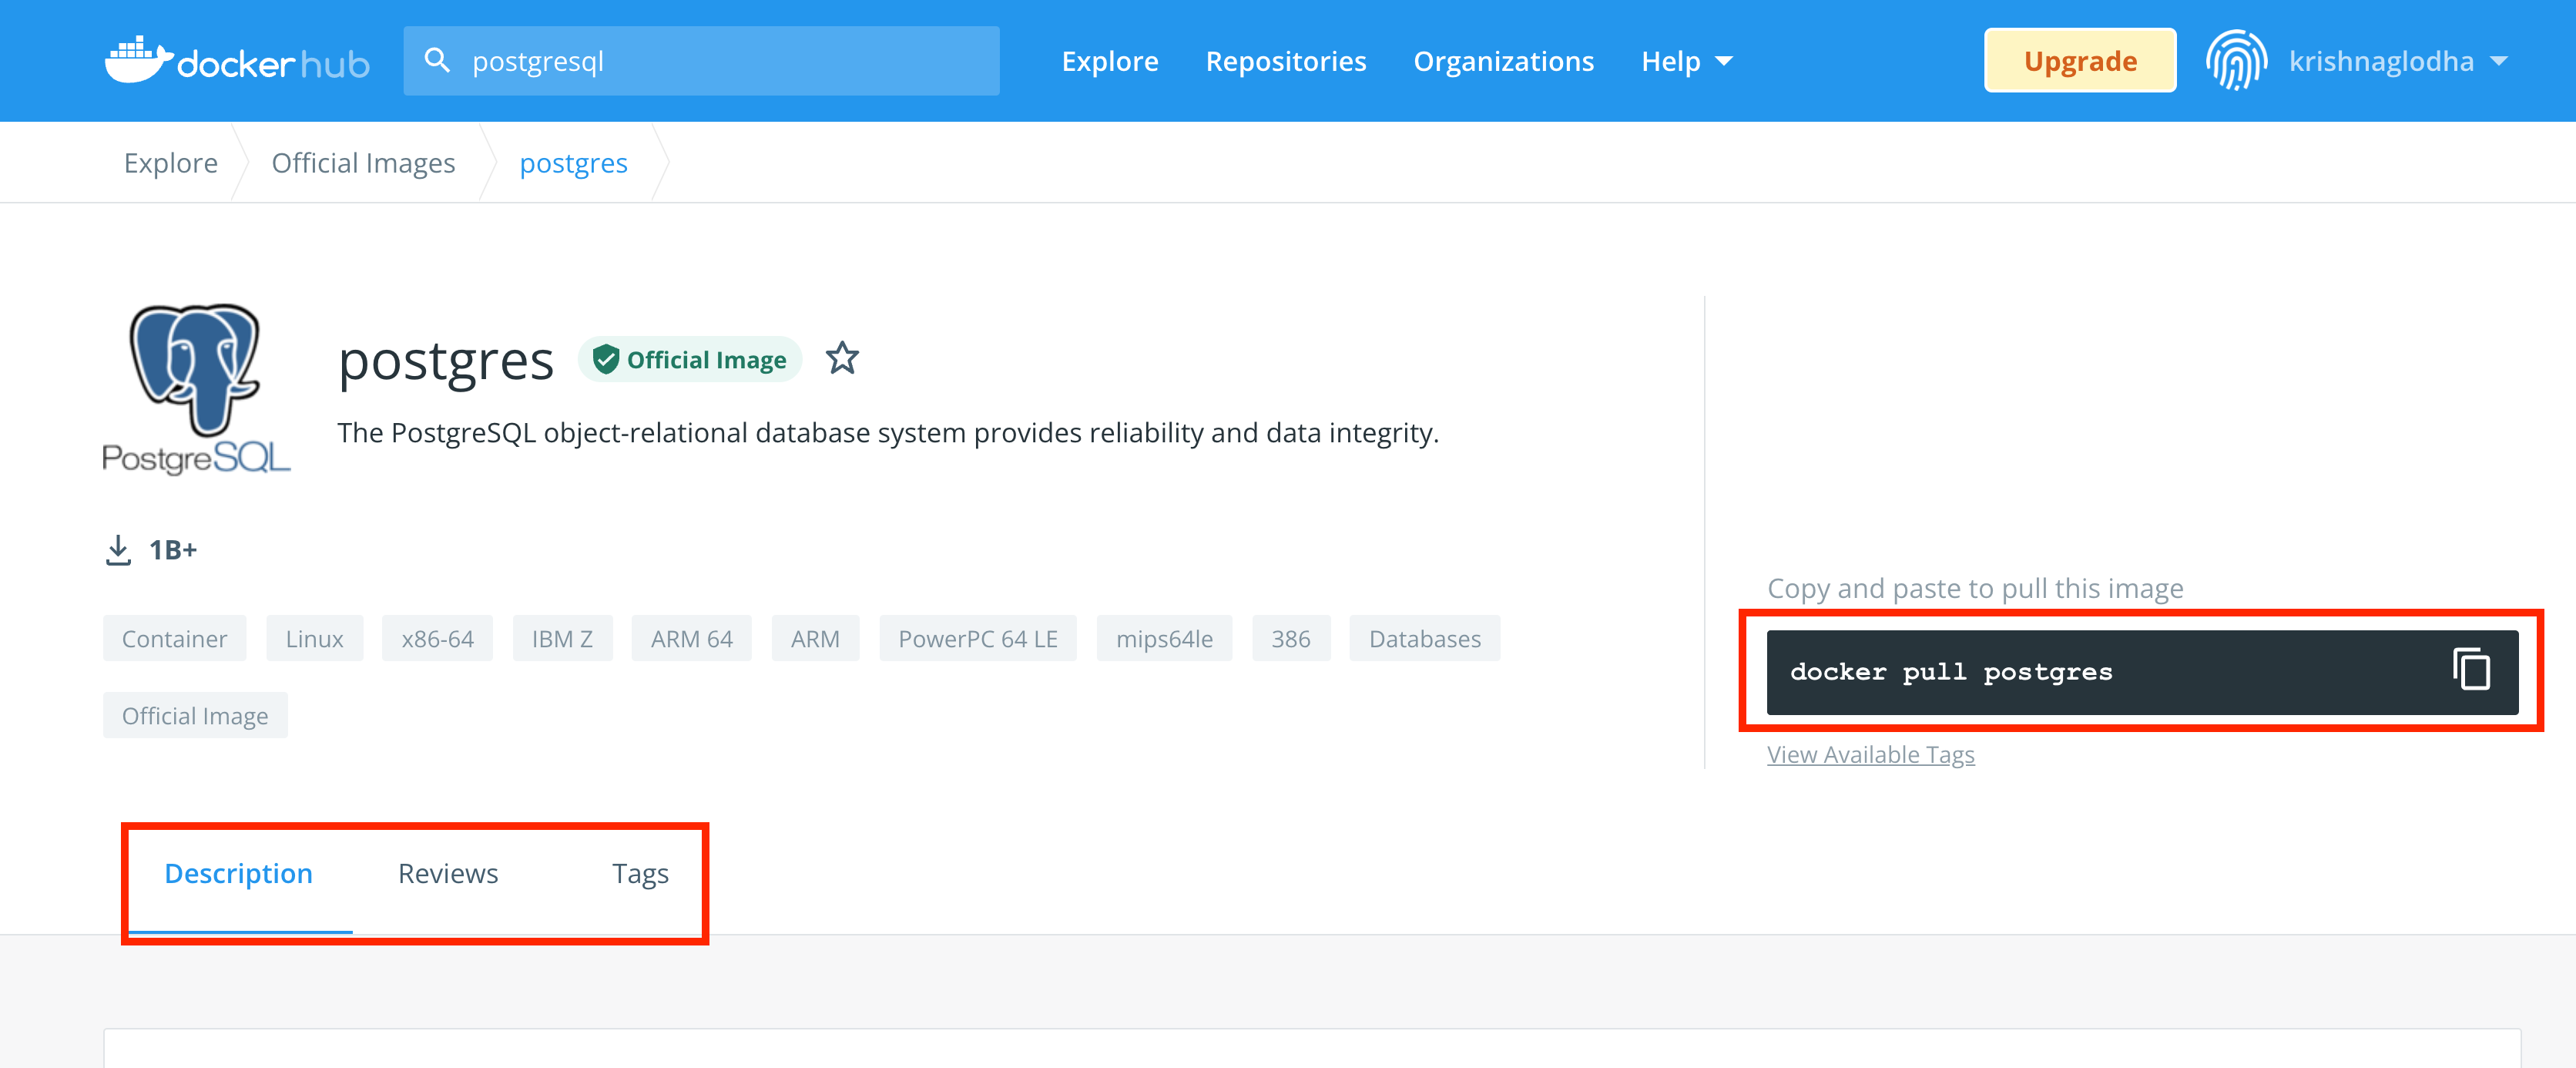 docker hub
postgresql
Explore Repositories Organizations Help
Upgrade
krishnaglodha
Explore Official Images postgres
PostgreSQL
postgres
Official Image
The PostgreSQL object-relational database system provides reliability and data integrity.
1B+
Container Linux x86-64 IBM Z ARM 64 ARM PowerPC 64 LE mips64le 386 Databases
Official Image
Copy and paste to pull this image
docker pull postgres
View Available Tags
Description Reviews Tags